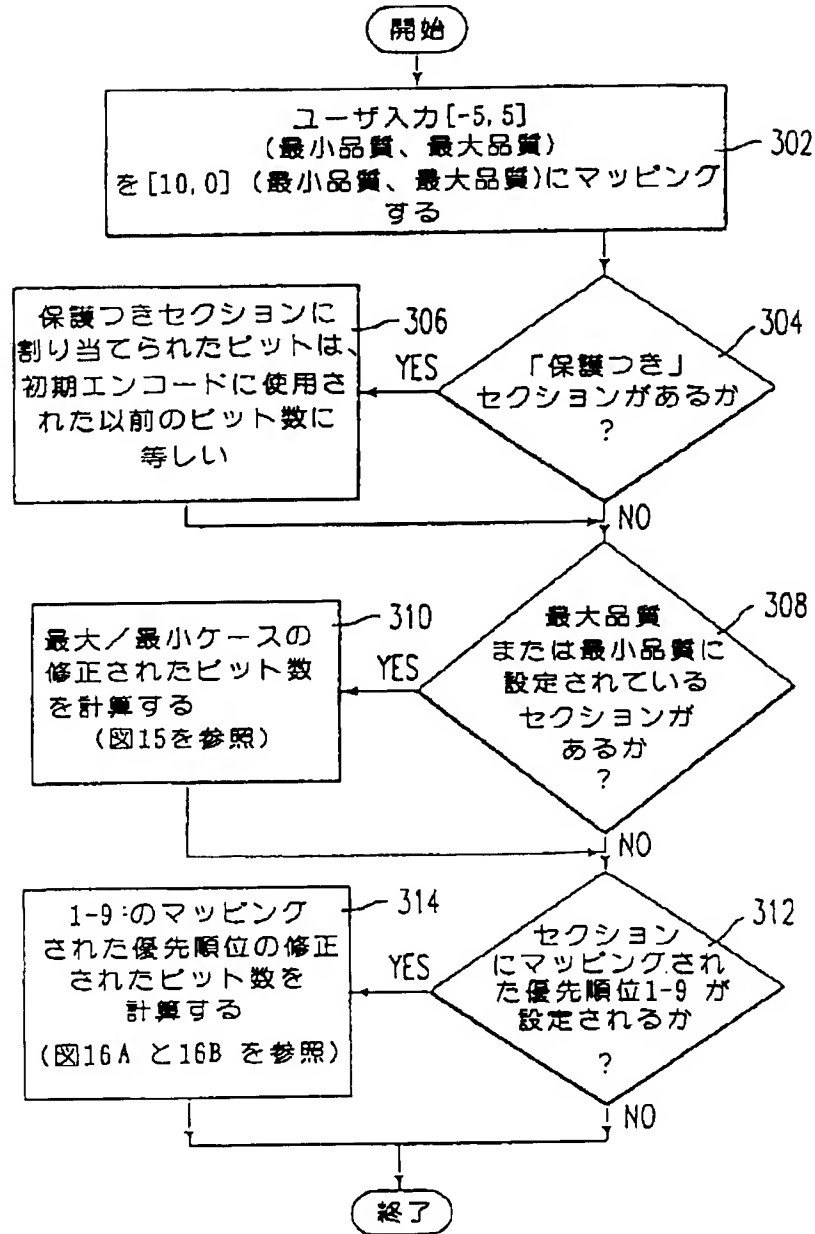 開始
ユーザ入力[-5,5]
(最小品質、最大品質)
を[10,0] (最小品質、最大品質)にマッピング
する
302
304
「保護つき」
セクションがあるか
?
YES
NO
306
保護つきセクションに
割り当てられたビットは、
初期エンコードに使用さ
れた以前のビット数に
等しい
308
最大品質
または最小品質に
設定されている
セクションが
あるか
?
YES
NO
310
最大/最小ケースの
修正されたビット数
を計算する
(図15を参照)
312
セクション
にマッピングされ
た優先順位1-9 が
設定されるか
?
YES
NO
314
1-9:のマッピング
された優先順位の修正
されたビット数を
計算する
(図16A と16B を参照)
終了